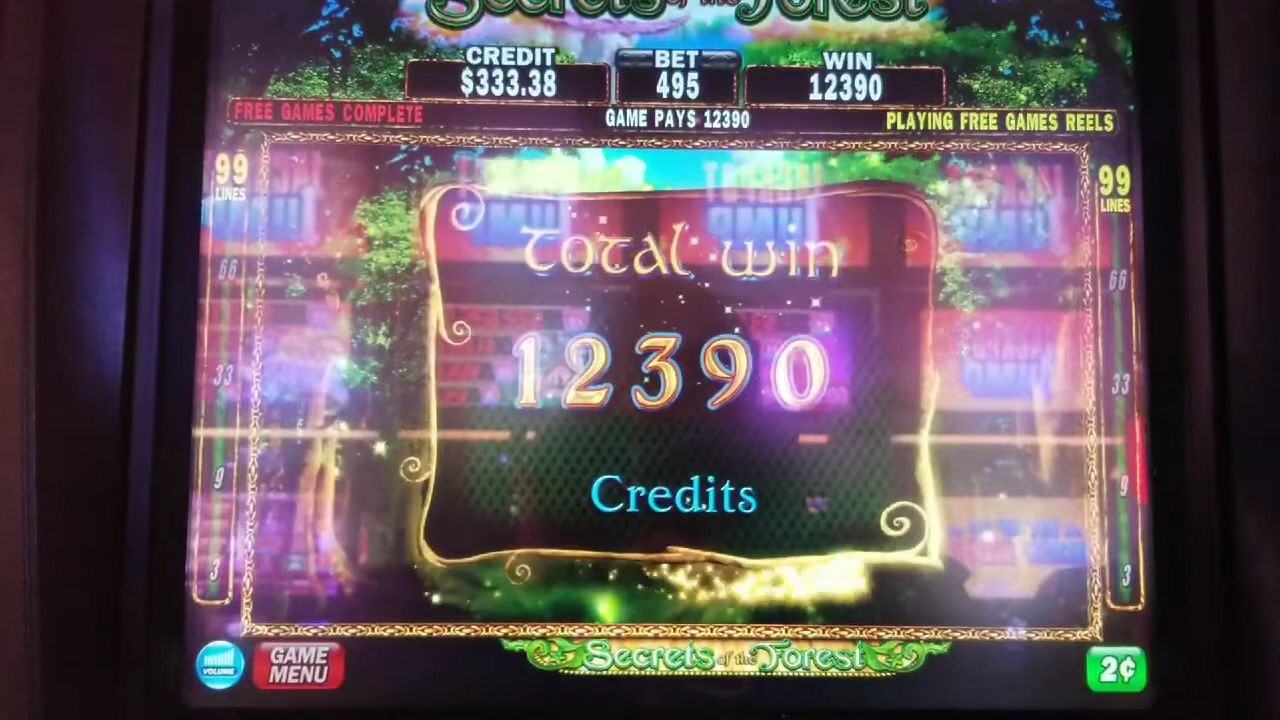 Secrets of the Forest
CREDIT BET WIN
$333.38 495 12390
FREE GAMES COMPLETE GAME PAYS 12390 PLAYING FREE GAMES REELS
99 99
LINES LINES
Total win
66 66
12390
33 33
Credits
9 9
3 3
VOLUME
GAME
MENU
Secrets of the Forest
2¢